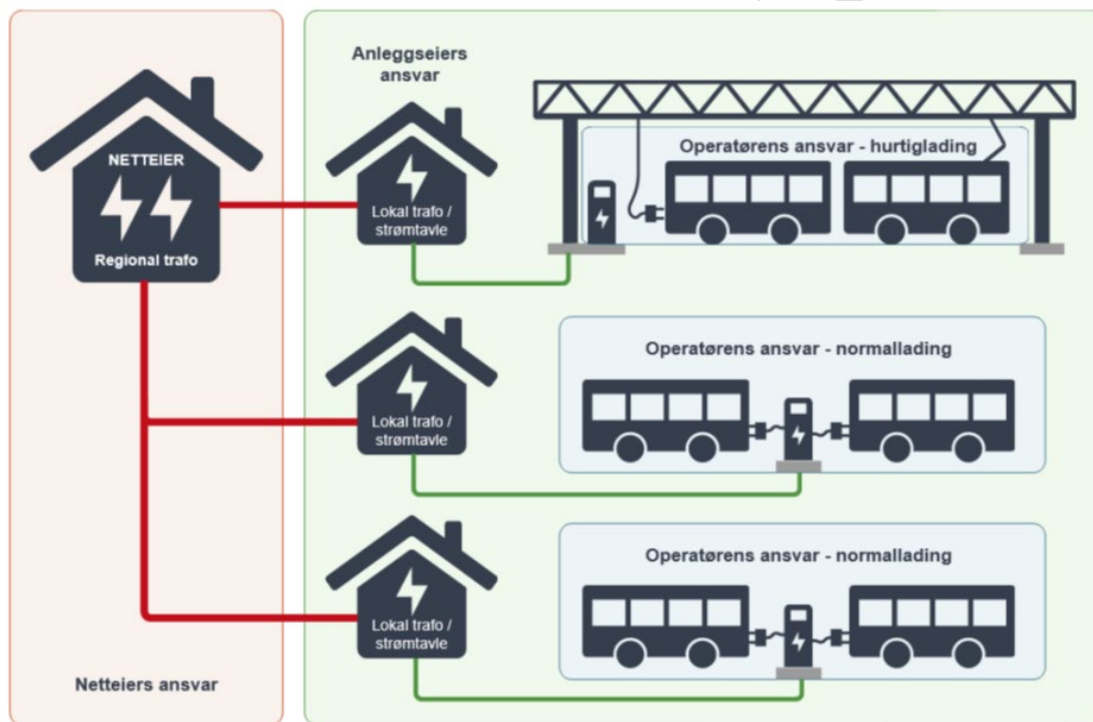 Anleggseiers
ansvar
NETTEIER
Regional trafo
Lokal trafo /
strømtavle
Operatørens ansvar - hurtiglading
Lokal trafo /
strømtavle
Operatørens ansvar - normallading
Lokal trafo /
strømtavle
Operatørens ansvar - normallading
Netteiers ansvar